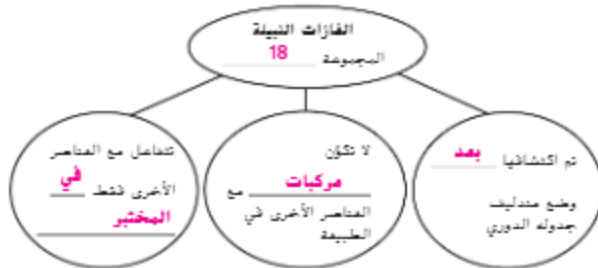 الغازات النبيلة
المجموعة 18
تم اكتشافها بعد
وضع مندليف
جدوله الدوري
لا تكوّن
مركبات مع
العناصر الأخرى في
الطبيعة
تتفاعل مع العناصر
الأخرى فقط في
المختبر